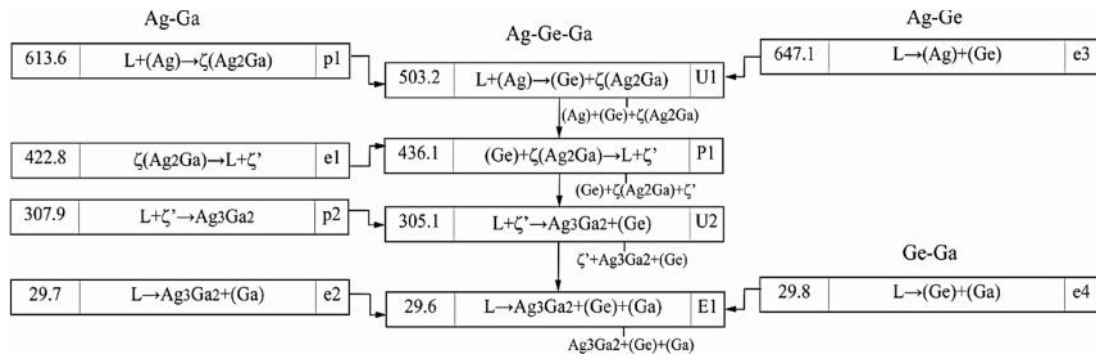 Ag-Ga
Ag-Ge-Ga
Ag-Ge
613.6 L+(Ag)→ζ(Ag2Ga) p1
503.2 L+(Ag)→(Ge)+ζ(Ag2Ga) U1
647.1 L→(Ag)+(Ge) e3
(Ag)+(Ge)+ζ(Ag2Ga)
422.8 ζ(Ag2Ga)→L+ζ’ e1
436.1 (Ge)+ζ(Ag2Ga)→L+ζ’ P1
(Ge)+ζ(Ag2Ga)+ζ’
307.9 L+ζ’→Ag3Ga2 p2
305.1 L+ζ’→Ag3Ga2+(Ge) U2
ζ’+Ag3Ga2+(Ge)
Ge-Ga
29.7 L→Ag3Ga2+(Ga) e2
29.6 L→Ag3Ga2+(Ge)+(Ga) E1
29.8 L→(Ge)+(Ga) e4
Ag3Ga2+(Ge)+(Ga)